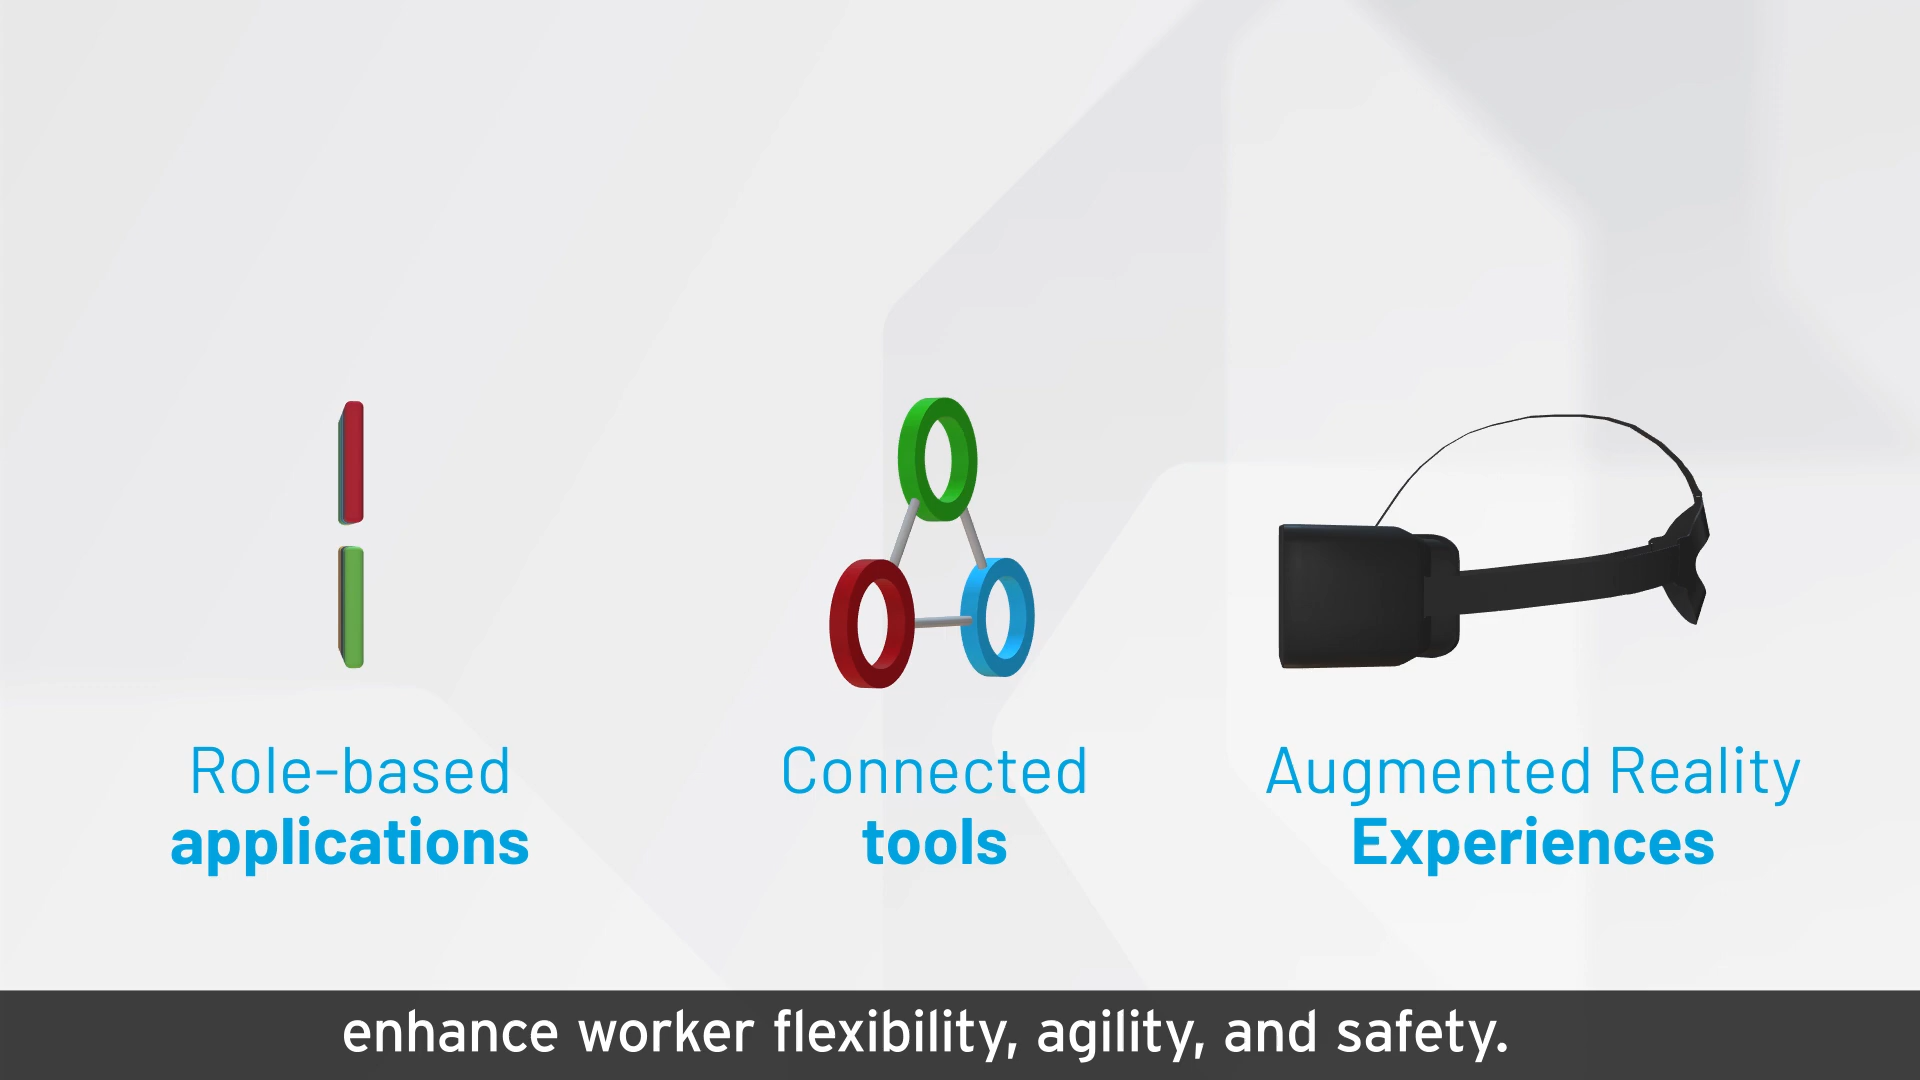 Role-based
applications
Connected
tools
Augmented Reality
Experiences
enhance worker flexibility, agility, and safety.